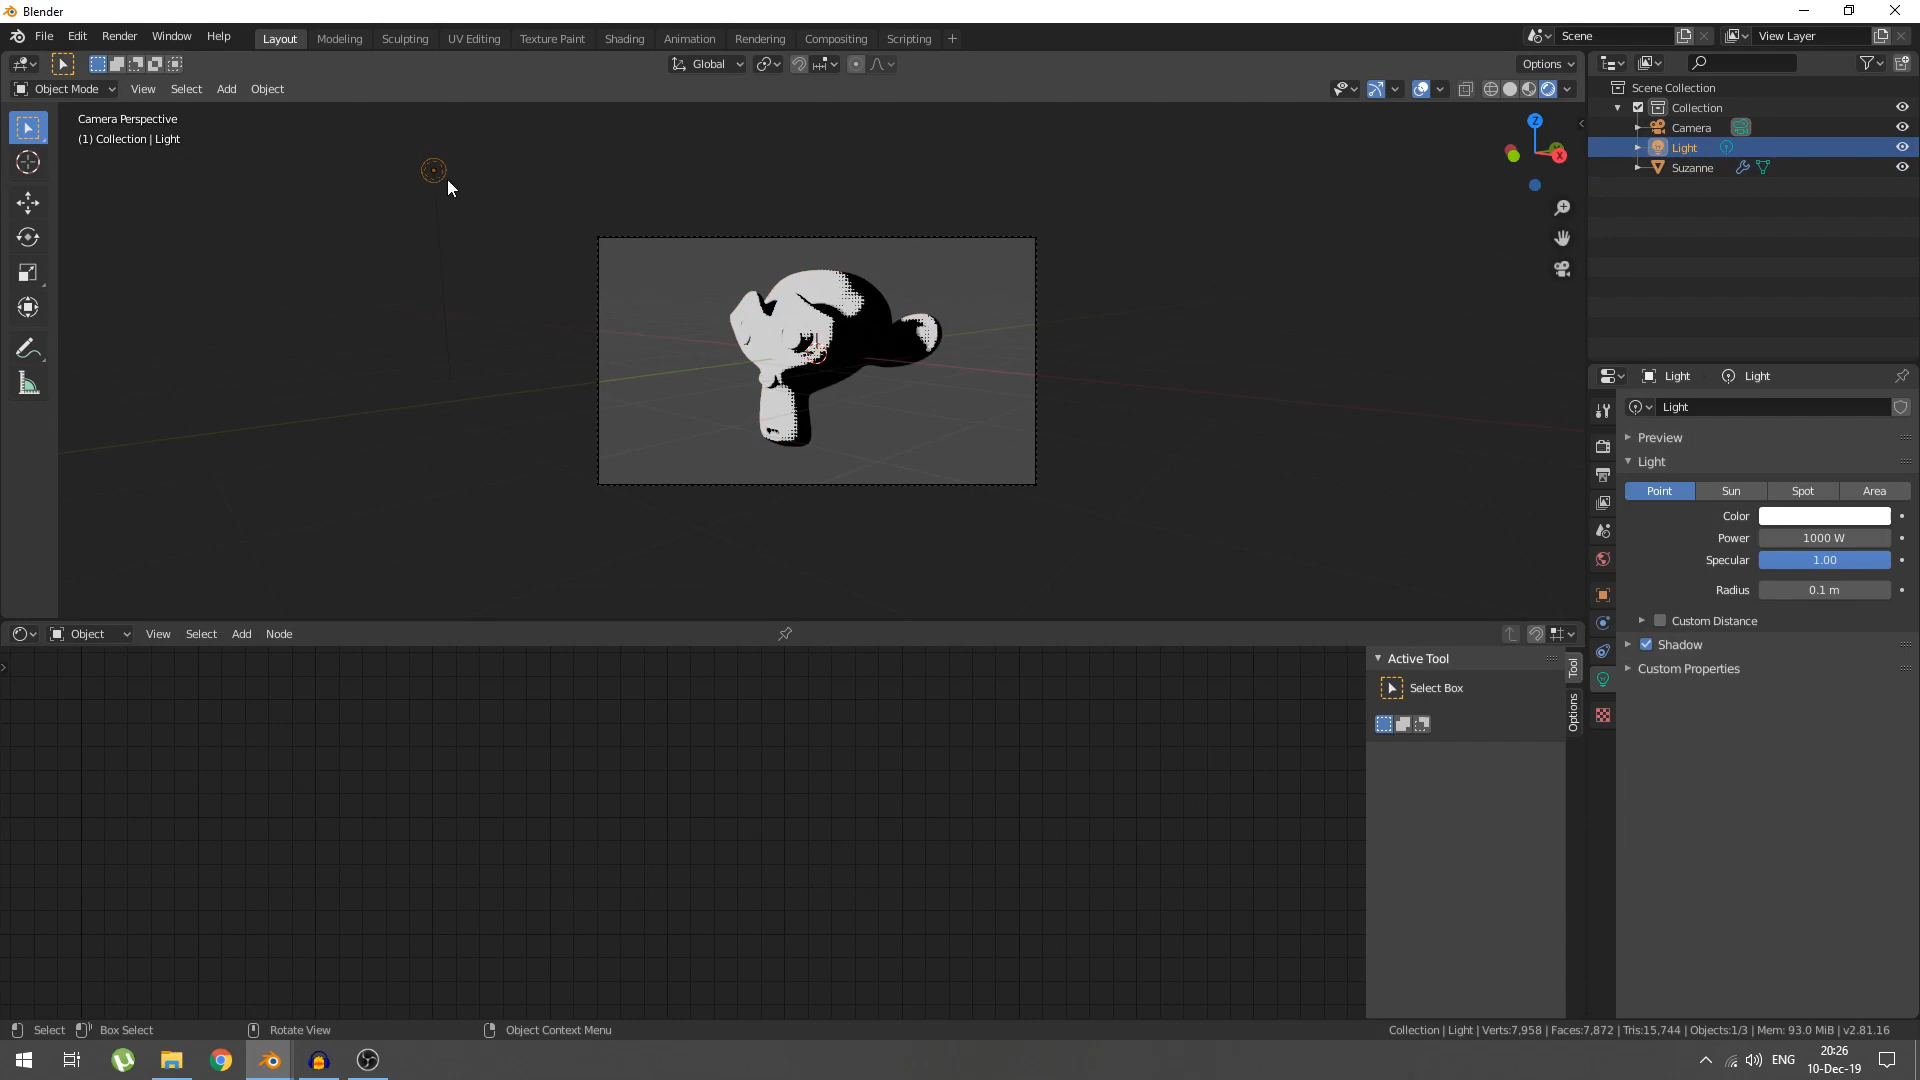 Blender
File Edit Render Window Help Layout Modeling Sculpting UV Editing Texture Paint Shading Animation Rendering Compositing Scripting + Scene View Layer
Global Options
Object Mode View Select Add Object
Camera Perspective
(1) Collection | Light
Z
X
Scene Collection
Collection
Camera
Light
Suzanne
Light Light
Light
Preview
Light
Point Sun Spot Area
Color
Power 1000 W
Specular 1.00
Radius 0.1 m
Custom Distance
Shadow
Custom Properties
Object View Select Add Node
Active Tool
Select Box
Tool
Options
Select Box Select Rotate View Object Context Menu Collection | Light | Verts:7,958 | Faces:7,872 | Tris:15,744 | Objects:1/3 | Mem: 93.0 MiB | v2.81.16
ENG
20:26
10-Dec-19